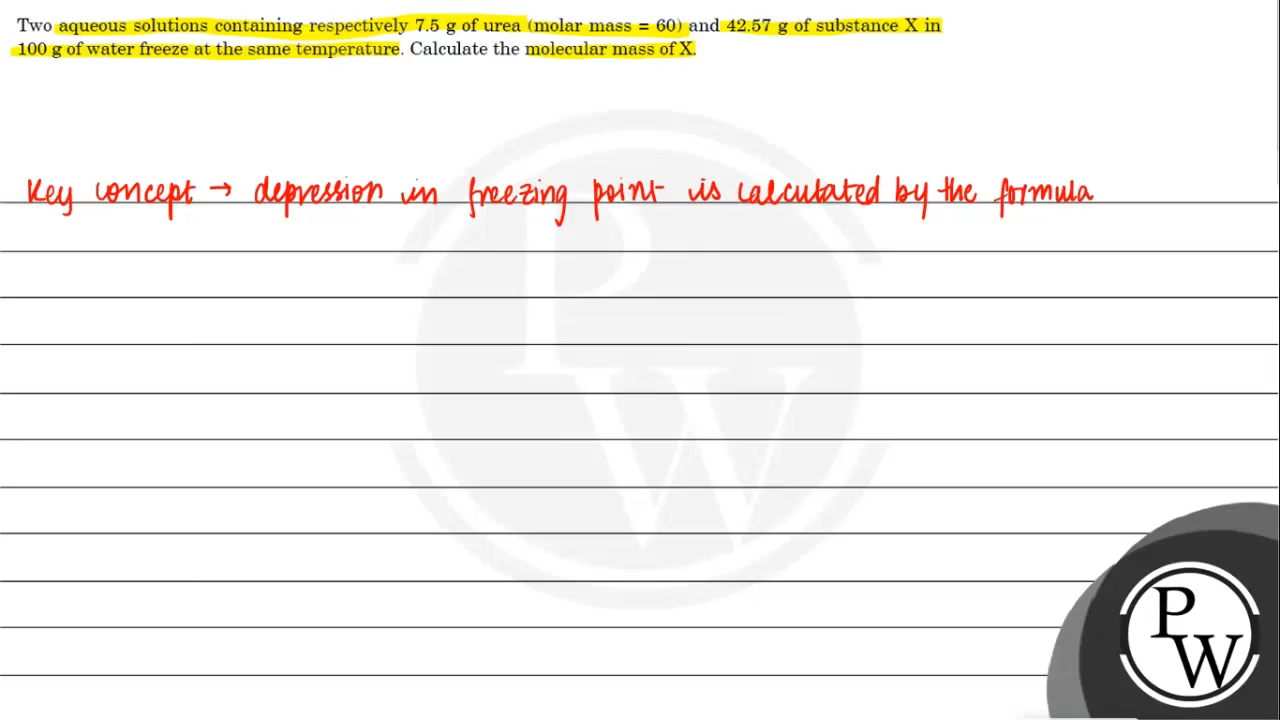 Two aqueous solutions containing respectively 7.5 g of urea (molar mass = 60) and 42.57 g of substance X in
100 g of water freeze at the same temperature. Calculate the molecular mass of X.
Key concept → depression in freezing point is calculated by the formula
P
W
P
W